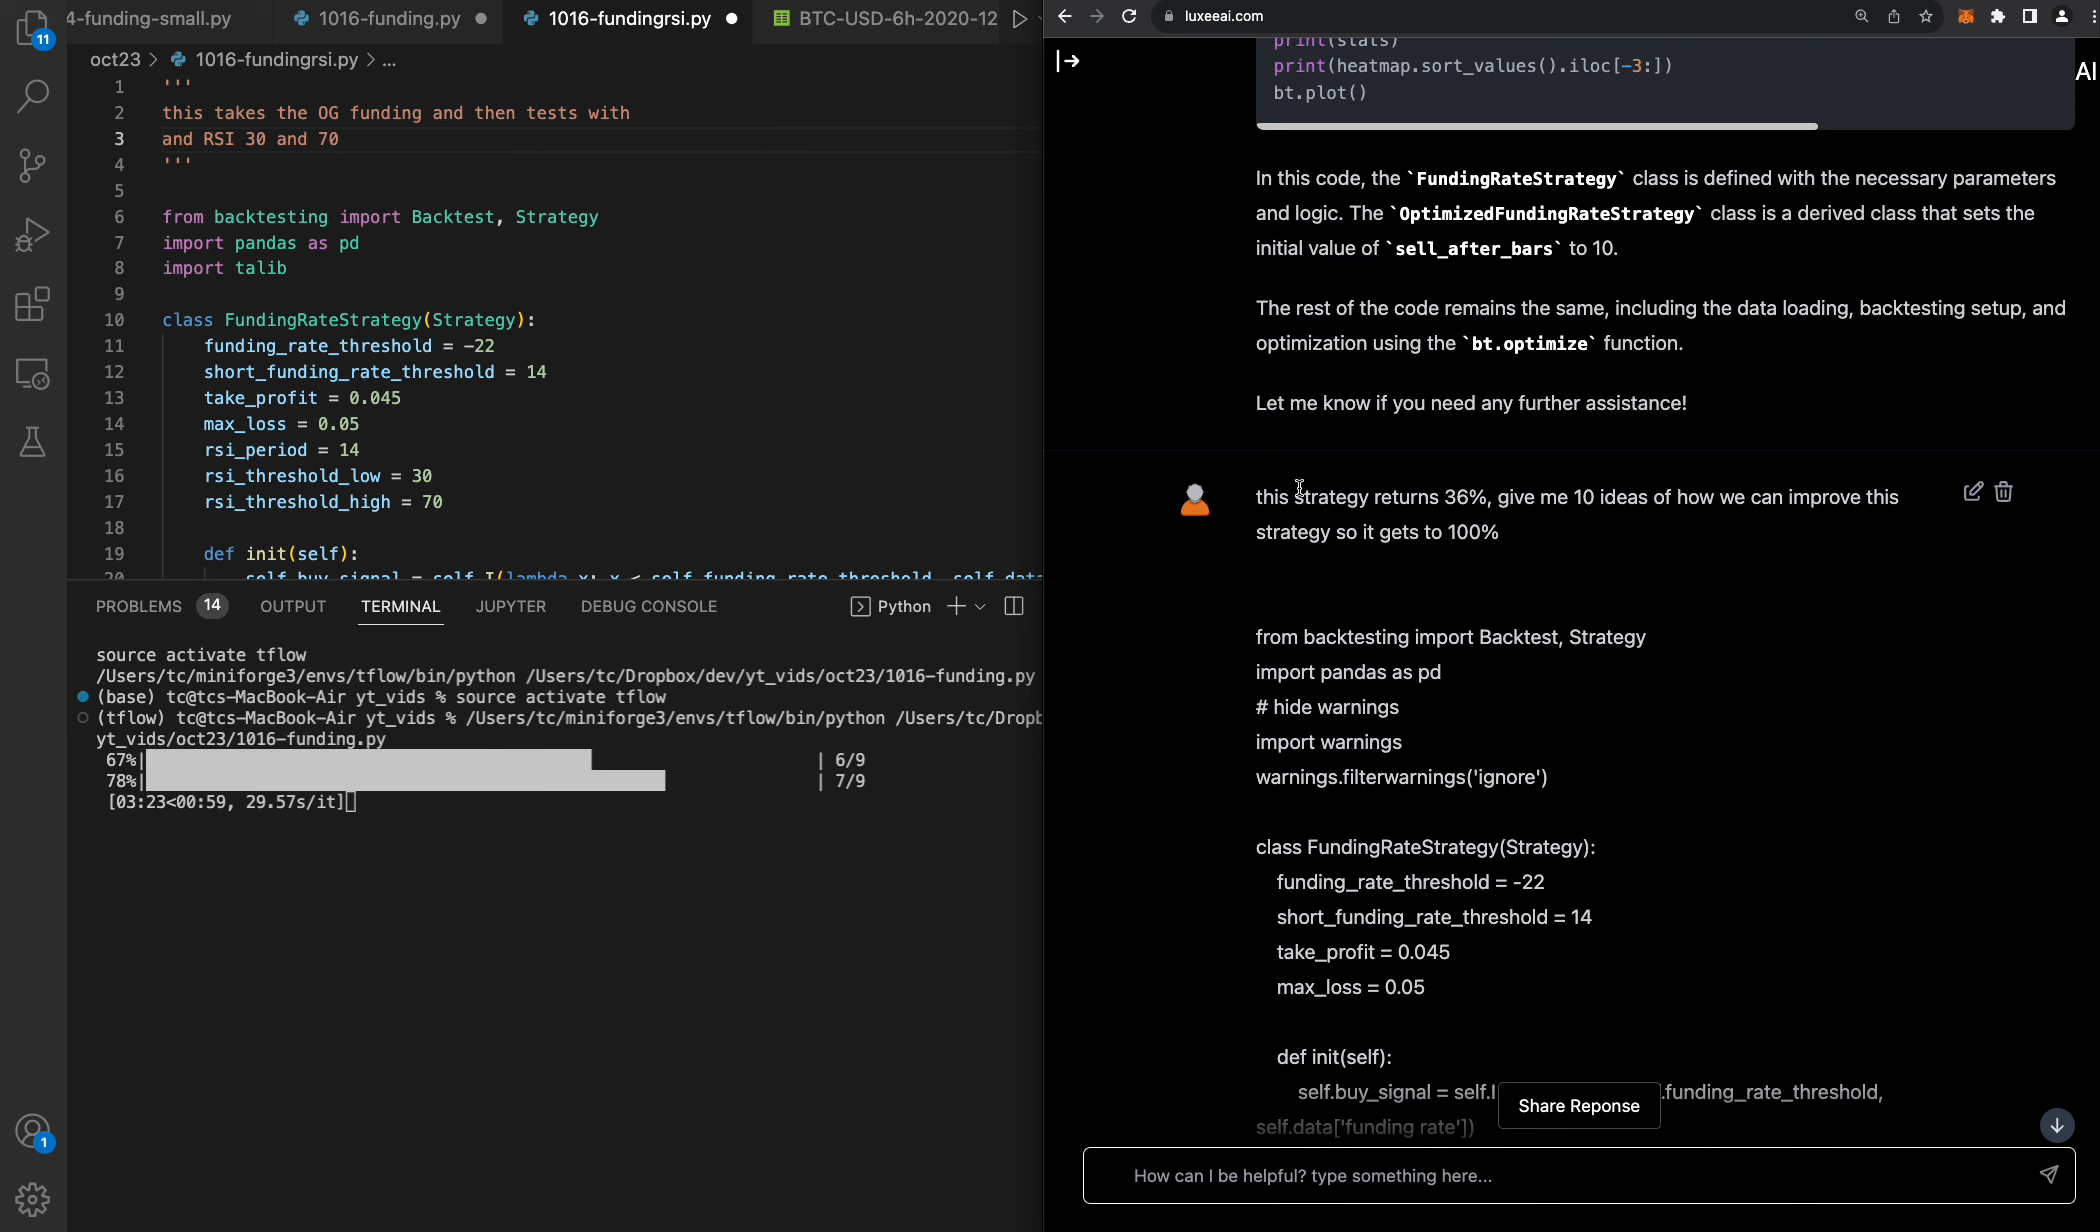 4-funding-small.py
1016-funding.py
1016-fundingrsi.py
BTC-USD-6h-2020-12
11
oct23 > 1016-fundingrsi.py > ...
1 '''
2 this takes the OG funding and then tests with
3 and RSI 30 and 70
4 '''
5
6 from backtesting import Backtest, Strategy
7 import pandas as pd
8 import talib
9
10 class FundingRateStrategy(Strategy):
11 funding_rate_threshold = -22
12 short_funding_rate_threshold = 14
13 take_profit = 0.045
14 max_loss = 0.05
15 rsi_period = 14
16 rsi_threshold_low = 30
17 rsi_threshold_high = 70
18
19 def init(self):
20 self.buy_signal = self.I(lambda x: x < self.funding_rate_threshold, self.data
PROBLEMS 14 OUTPUT TERMINAL JUPYTER DEBUG CONSOLE Python
source activate tflow
/Users/tc/miniforge3/envs/tflow/bin/python /Users/tc/Dropbox/dev/yt_vids/oct23/1016-funding.py
(base) tc@tcs-MacBook-Air yt_vids % source activate tflow
(tflow) tc@tcs-MacBook-Air yt_vids % /Users/tc/miniforge3/envs/tflow/bin/python /Users/tc/Dropb
yt_vids/oct23/1016-funding.py
67%| | 6/9
78%| | 7/9
[03:23<00:59, 29.57s/it]
1
luxeeai.com
AI
print(stats)
print(heatmap.sort_values().iloc[-3:])
bt.plot()
In this code, the `FundingRateStrategy` class is defined with the necessary parameters
and logic. The `OptimizedFundingRateStrategy` class is a derived class that sets the
initial value of `sell_after_bars` to 10.
The rest of the code remains the same, including the data loading, backtesting setup, and
optimization using the `bt.optimize` function.
Let me know if you need any further assistance!
this strategy returns 36%, give me 10 ideas of how we can improve this
strategy so it gets to 100%
from backtesting import Backtest, Strategy
import pandas as pd
# hide warnings
import warnings
warnings.filterwarnings('ignore')
class FundingRateStrategy(Strategy):
funding_rate_threshold = -22
short_funding_rate_threshold = 14
take_profit = 0.045
max_loss = 0.05
def init(self):
self.buy_signal = self.I .funding_rate_threshold,
Share Reponse
self.data['funding rate'])
How can I be helpful? type something here...